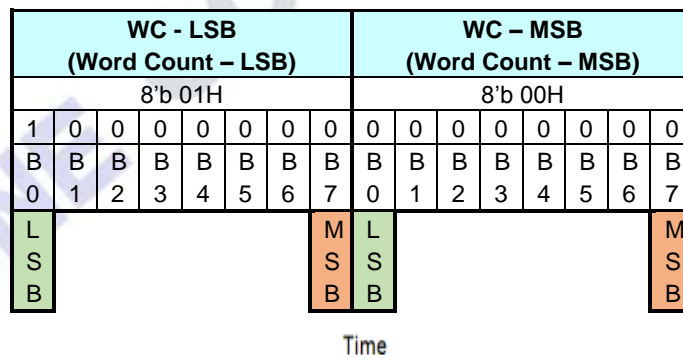 WC - LSB WC – MSB
(Word Count – LSB) (Word Count – MSB)
8’b 01H 8’b 00H
1 0 0 0 0 0 0 0 0 0 0 0 0 0 0 0
B B B B B B B B B B B B B B B B
0 1 2 3 4 5 6 7 0 1 2 3 4 5 6 7
L M L M
S S S S
B B B B
Time